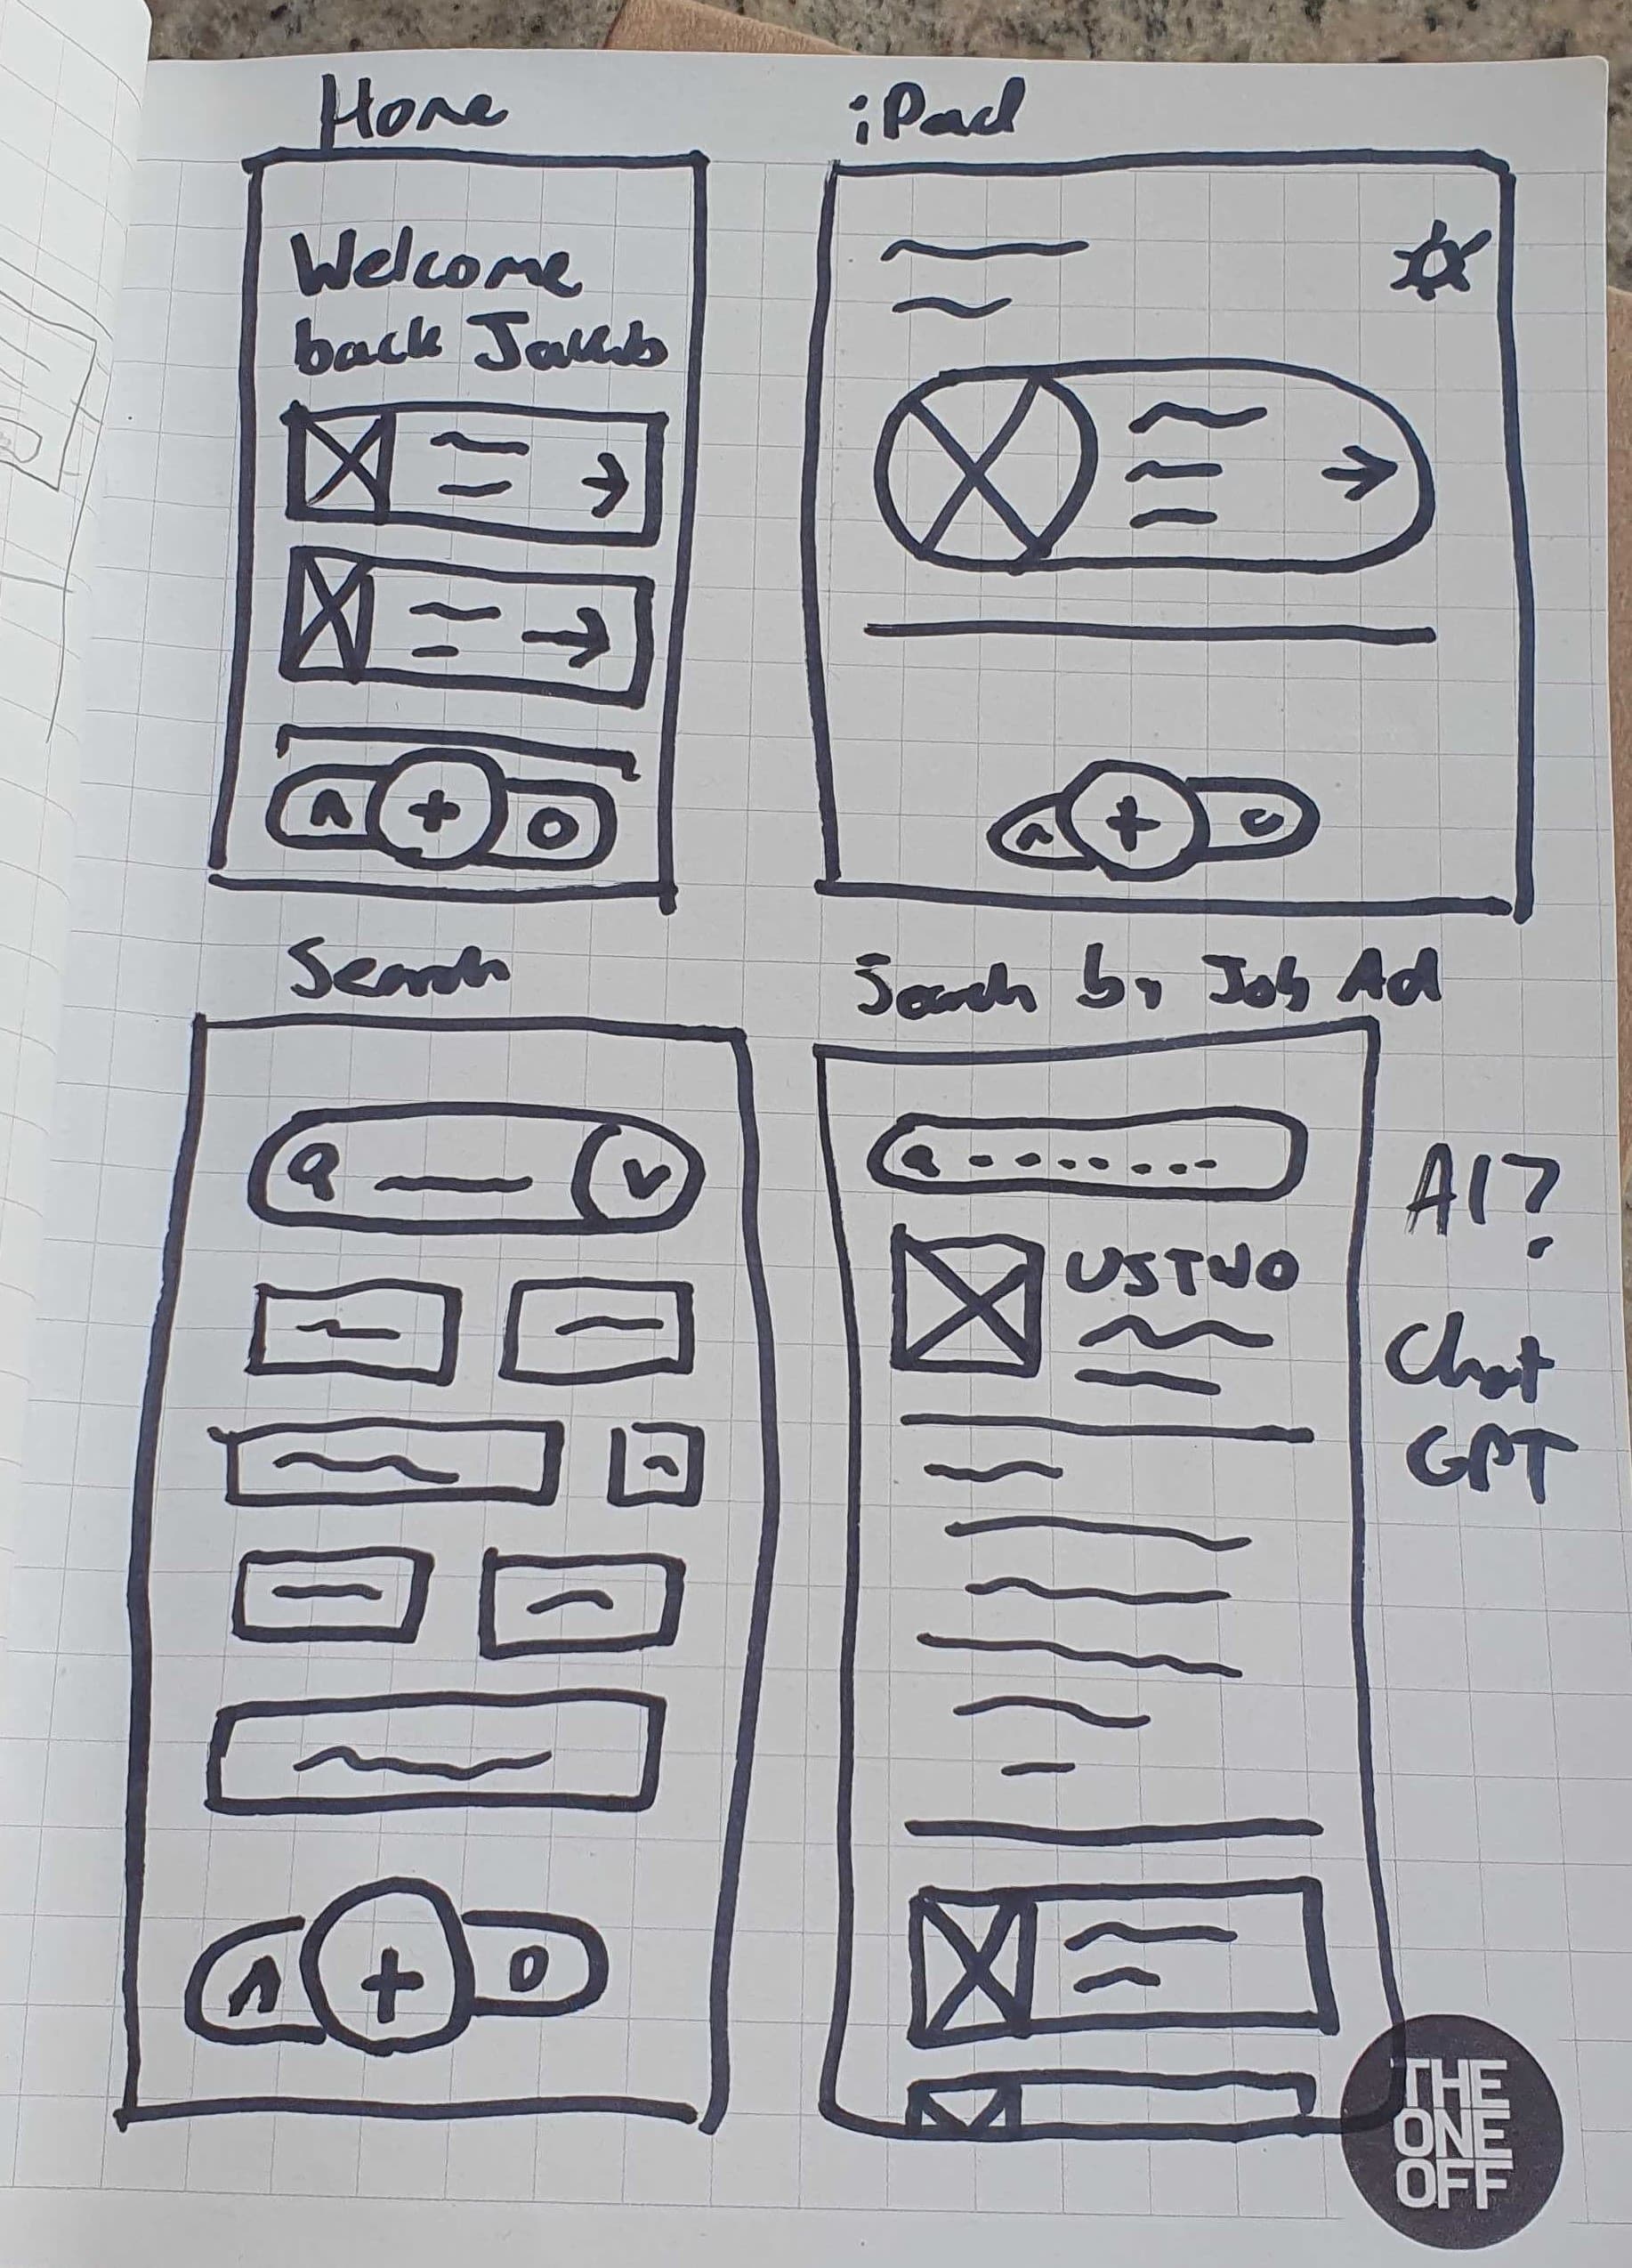 Home
Welcome
back Jakub
iPad
Search
Search by Job Ad
USTWO
AI?
Chat
GPT
THE
ONE
OFF